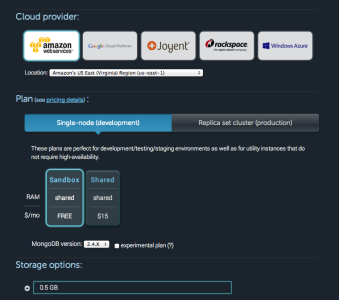 Cloud provider:
amazon
webservices™
Google Cloud Platform
Joyent
rackspace
the open cloud company
Windows Azure
Location: Amazon's US East (Virginia) Region (us-east-1)
Plan (see pricing details) :
Single-node (development) Replica set cluster (production)
These plans are perfect for development/testing/staging environments as well as for utility instances that do
not require high-availability.
Sandbox Shared
RAM shared shared
$/mo FREE $15
MongoDB version: 2.4.x experimental plan (?)
Storage options:
0.5 GB